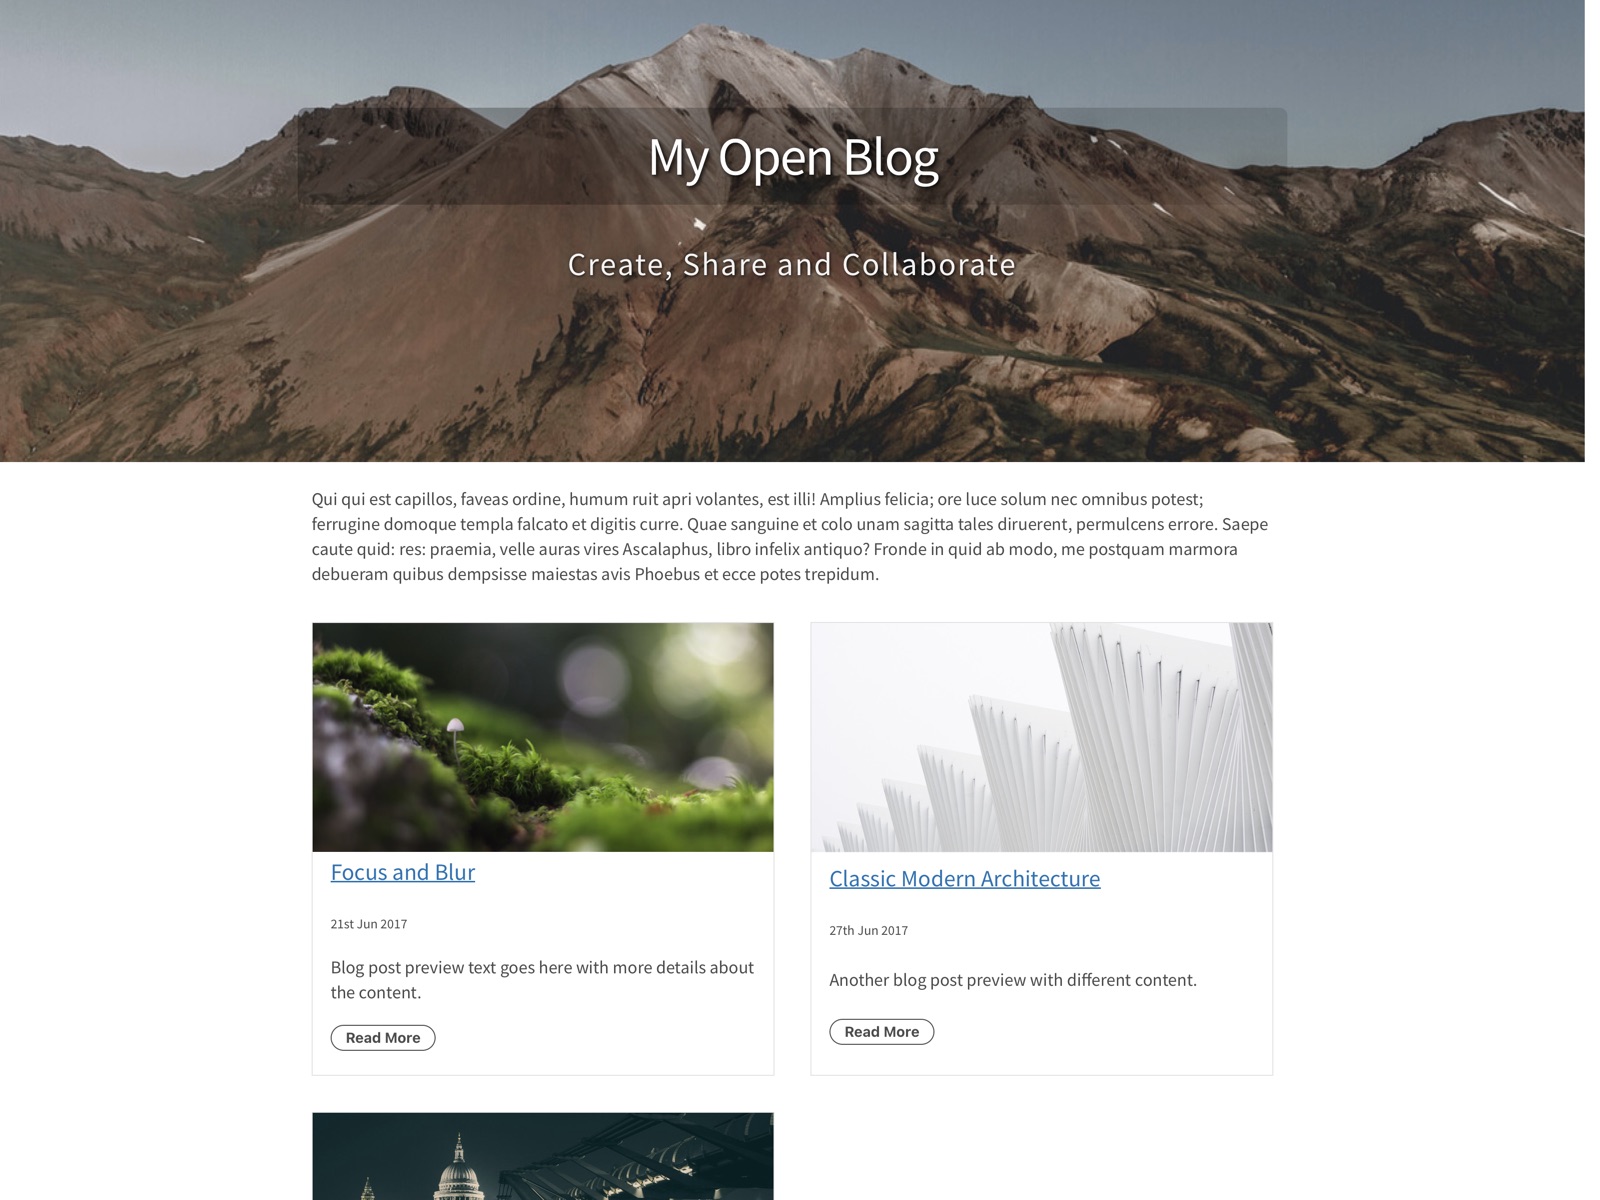 My Open Blog
Create, Share and Collaborate
Qui qui est capillos, faveas ordine, humum ruit apri volantes, est illi! Amplius felicia; ore luce solum nec omnibus potest;
ferrugine domoque templa falcato et digitis curre. Quae sanguine et colo unam sagitta tales diruerent, permulcens errore. Saepe
caute quid: res: praemia, velle auras vires Ascalaphus, libro infelix antiquo? Fronde in quid ab modo, me postquam marmora
debueram quibus dempsisse maiestas avis Phoebus et ecce potes trepidum.
Focus and Blur
21st Jun 2017
Blog post preview text goes here with more details about
the content.
Read More
Classic Modern Architecture
27th Jun 2017
Another blog post preview with different content.
Read More